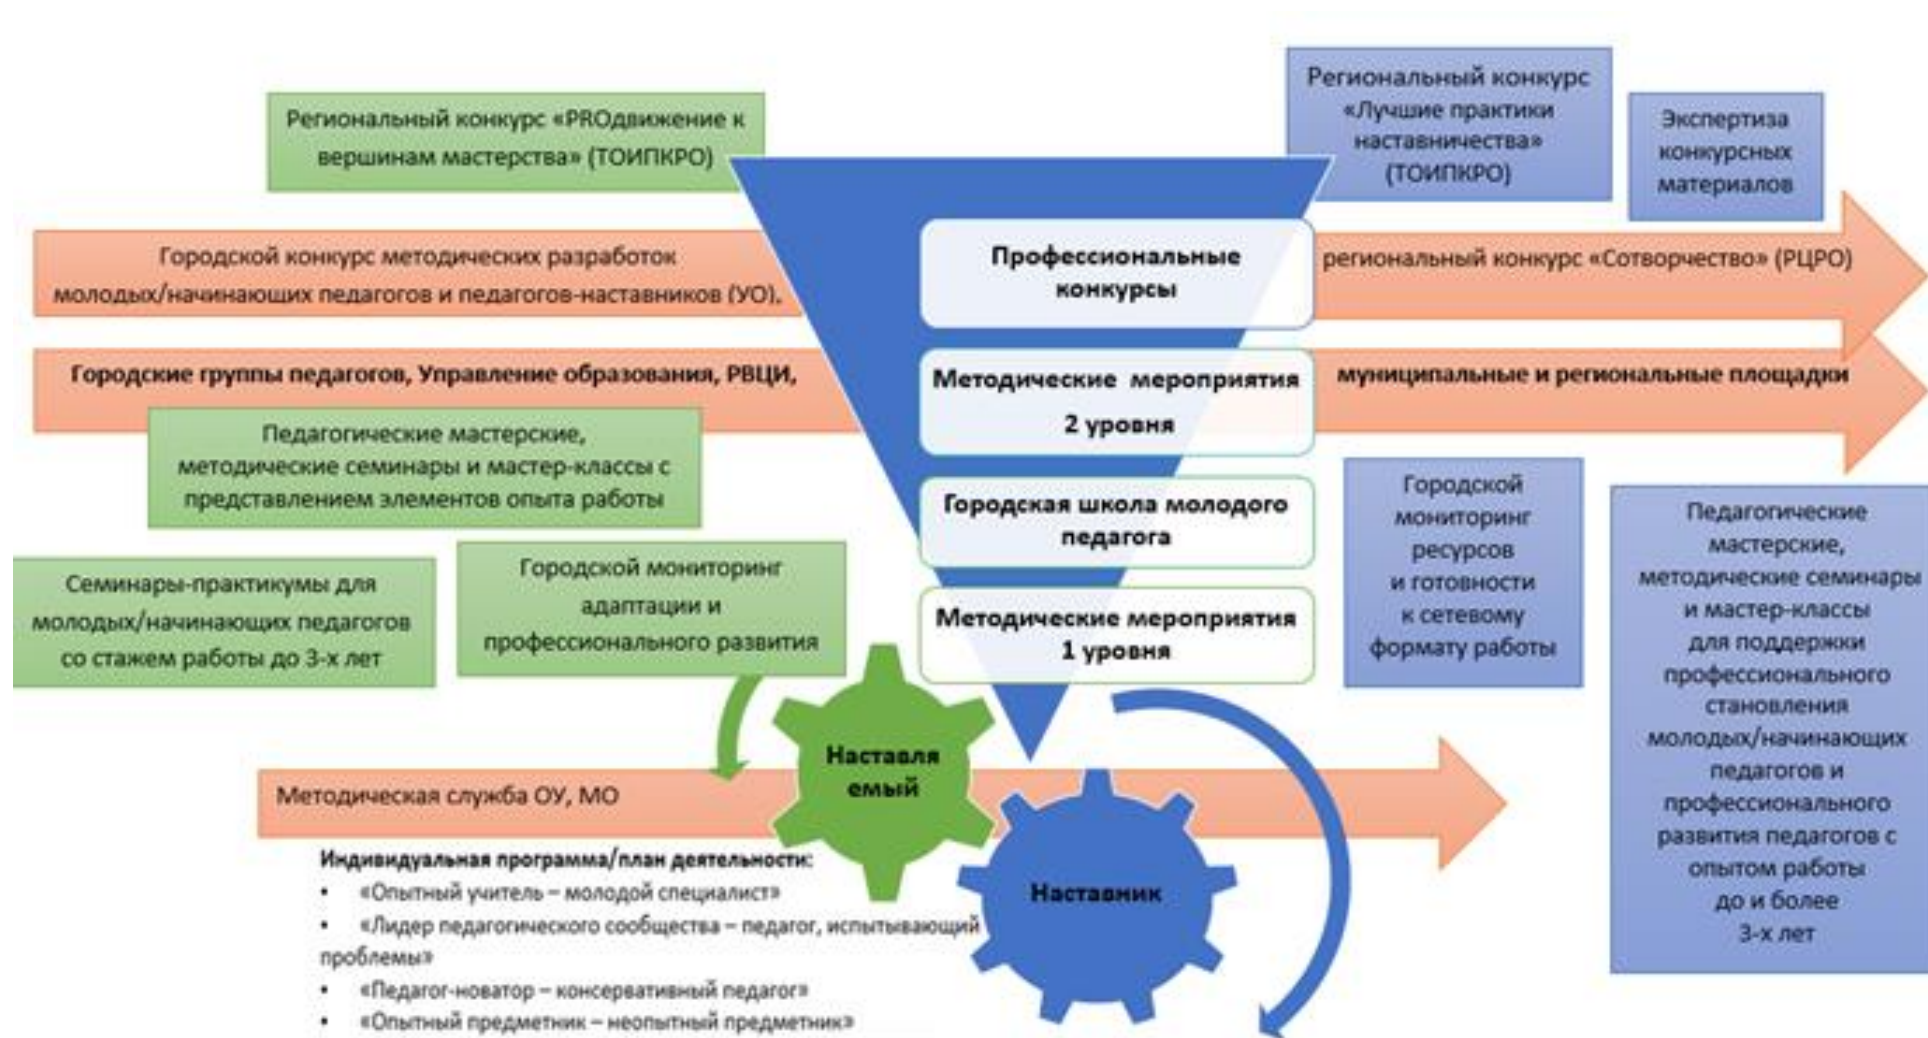 Региональный конкурс «PROдвижение к
вершинам мастерства» (ТОИПКРО)
Региональный конкурс
«Лучшие практики
наставничества»
(ТОИПКРО)
Экспертиза
конкурсных
материалов
Городской конкурс методических разработок
молодых/начинающих педагогов и педагогов-наставников (УО),
Профессиональные
конкурсы
региональный конкурс «Сотворчество» (РЦРО)
Городские группы педагогов, Управление образования, РВЦИ,
Методические мероприятия
2 уровня
муниципальные и региональные площадки
Педагогические мастерские,
методические семинары и мастер-классы с
представлением элементов опыта работы
Городская школа молодого
педагога
Городской
мониторинг
ресурсов
и готовности
к сетевому
формату работы
Педагогические
мастерские,
методические семинары
и мастер-классы
для поддержки
профессионального
становления
молодых/начинающих
педагогов и
профессионального
развития педагогов с
опытом работы
до и более
3-х лет
Семинары-практикумы для
молодых/начинающих педагогов
со стажем работы до 3-х лет
Городской мониторинг
адаптации и
профессионального развития
Методические мероприятия
1 уровня
Наставля
емый
Методическая служба ОУ, МО
Наставник
Индивидуальная программа/план деятельности:
• «Опытный учитель – молодой специалист»
• «Лидер педагогического сообщества – педагог, испытывающий
проблемы»
• «Педагог-новатор – консервативный педагог»
• «Опытный предметник – неопытный предметник»